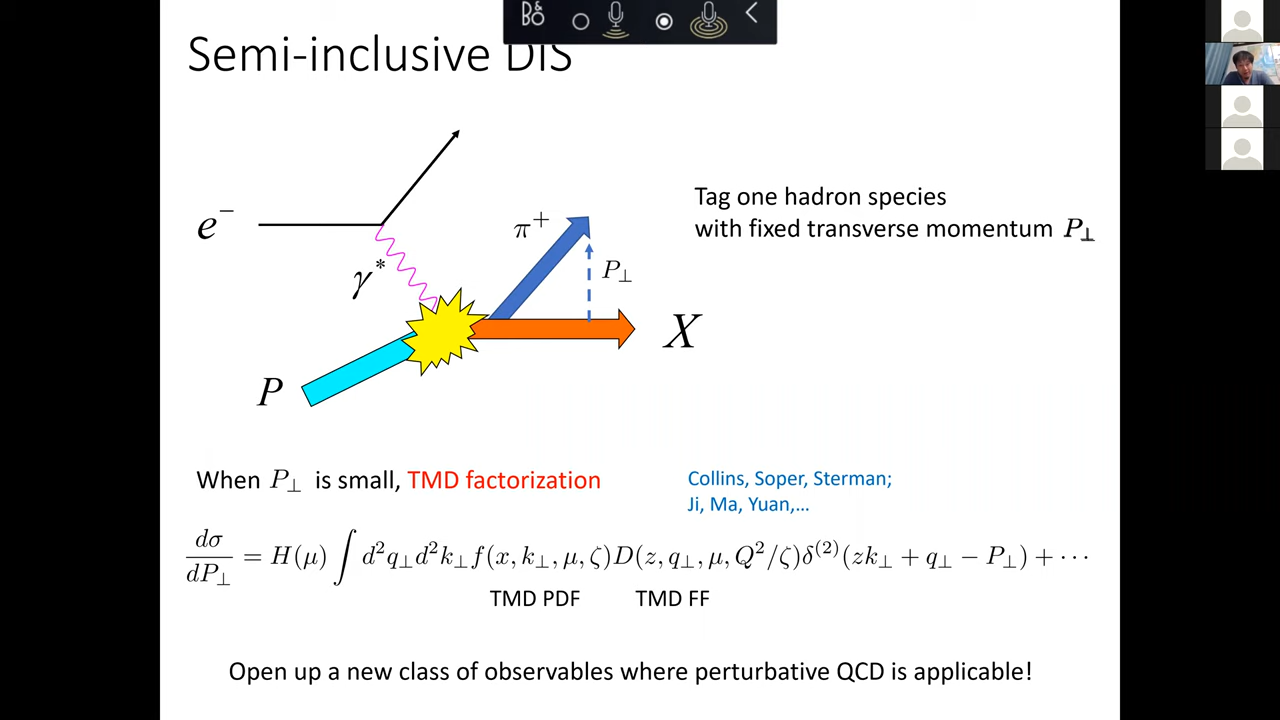 B&O
Semi-inclusive DIS
e⁻
γ*
π⁺
P⊥
P
X
Tag one hadron species
with fixed transverse momentum P⊥
When P⊥ is small, TMD factorization
Collins, Soper, Sterman;
Ji, Ma, Yuan,...
dσ/dP⊥ = H(μ) ∫ d²q⊥d²k⊥f(x, k⊥, μ, ζ)D(z, q⊥, μ, Q²/ζ)δ⁽²⁾(zk⊥ + q⊥ − P⊥) + ···
TMD PDF TMD FF
Open up a new class of observables where perturbative QCD is applicable!